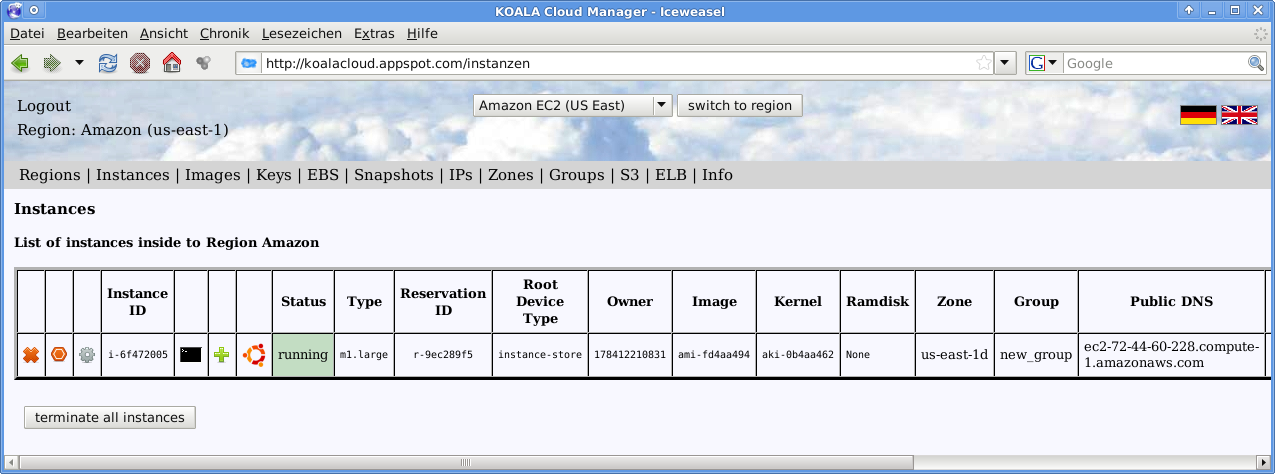 KOALA Cloud Manager - Iceweasel
Datei Bearbeiten Ansicht Chronik Lesezeichen Extras Hilfe
http://koalacloud.appspot.com/instanzen
G Google
Logout
Amazon EC2 (US East) switch to region
Region: Amazon (us-east-1)
Regions | Instances | Images | Keys | EBS | Snapshots | IPs | Zones | Groups | S3 | ELB | Info
Instances
List of instances inside to Region Amazon
Instance ID Status Type Reservation ID Root Device Type Owner Image Kernel Ramdisk Zone Group Public DNS
i-6f472005 running m1.large r-9ec289f5 instance-store 178412210831 ami-fd4aa494 aki-0b4aa462 None us-east-1d new_group ec2-72-44-60-228.compute-
1.amazonaws.com
terminate all instances